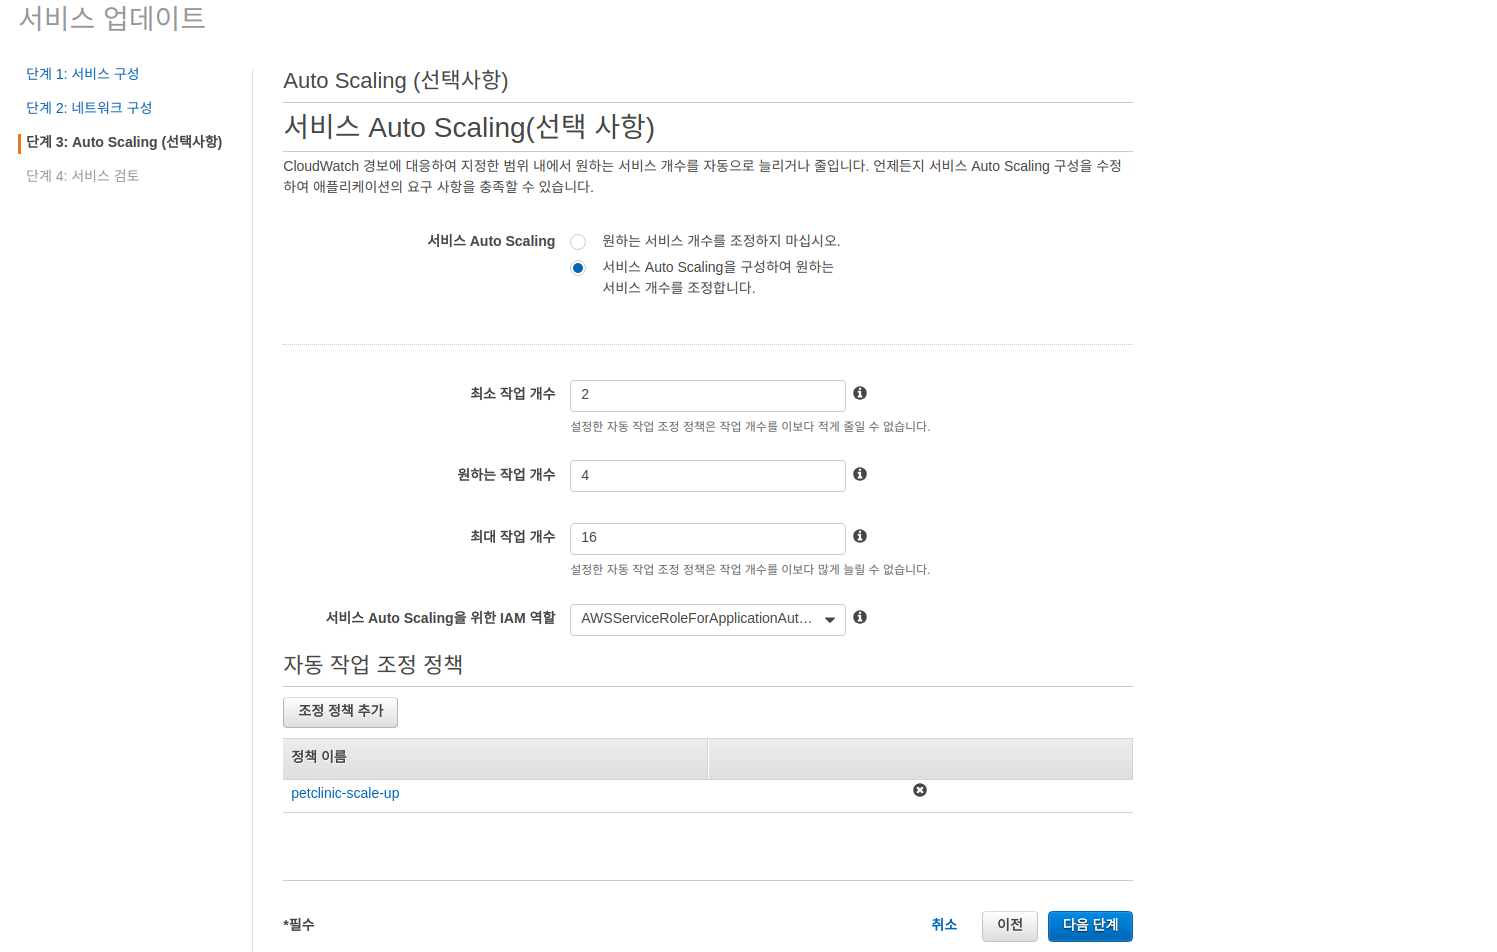 서비스 업데이트
단계 1: 서비스 구성
단계 2: 네트워크 구성
단계 3: Auto Scaling (선택사항)
단계 4: 서비스 검토
Auto Scaling (선택사항)
서비스 Auto Scaling(선택 사항)
CloudWatch 경보에 대응하여 지정한 범위 내에서 원하는 서비스 개수를 자동으로 늘리거나 줄입니다. 언제든지 서비스 Auto Scaling 구성을 수정
하여 애플리케이션의 요구 사항을 충족할 수 있습니다.
서비스 Auto Scaling
원하는 서비스 개수를 조정하지 마십시오.
서비스 Auto Scaling을 구성하여 원하는
서비스 개수를 조정합니다.
최소 작업 개수
2
설정한 자동 작업 조정 정책은 작업 개수를 이보다 적게 줄일 수 없습니다.
원하는 작업 개수
4
최대 작업 개수
16
설정한 자동 작업 조정 정책은 작업 개수를 이보다 많게 늘릴 수 없습니다.
서비스 Auto Scaling을 위한 IAM 역할
AWSServiceRoleForApplicationAut...
자동 작업 조정 정책
조정 정책 추가
정책 이름
petclinic-scale-up
*필수
취소
이전
다음 단계